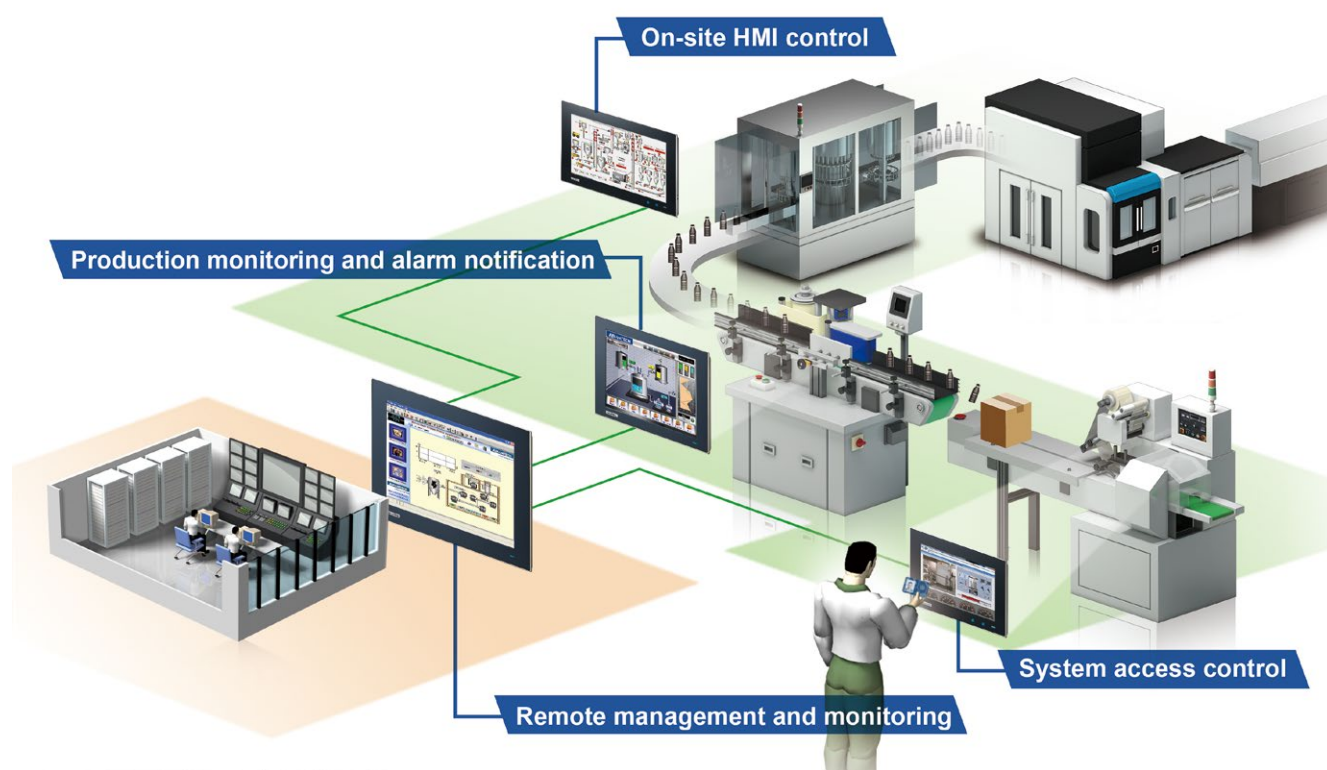 On-site HMI control
Production monitoring and alarm notification
System access control
Remote management and monitoring